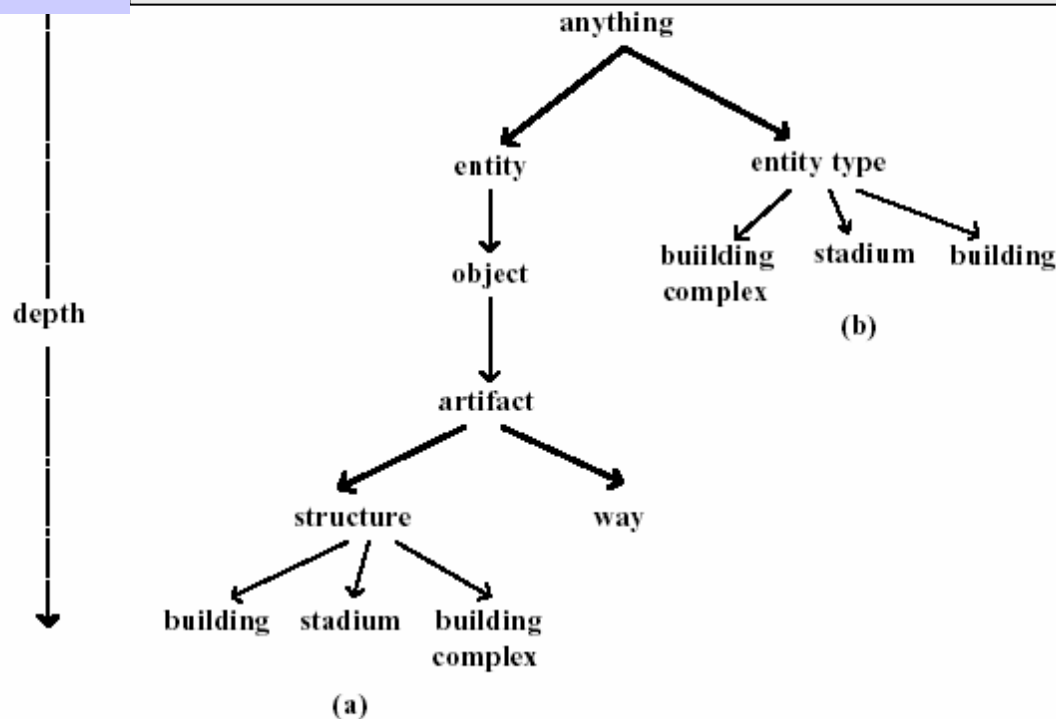 anything
entity
entity type
buiilding
complex
stadium
building
object
(b)
depth
artifact
structure
way
building
stadium
building
complex
(a)